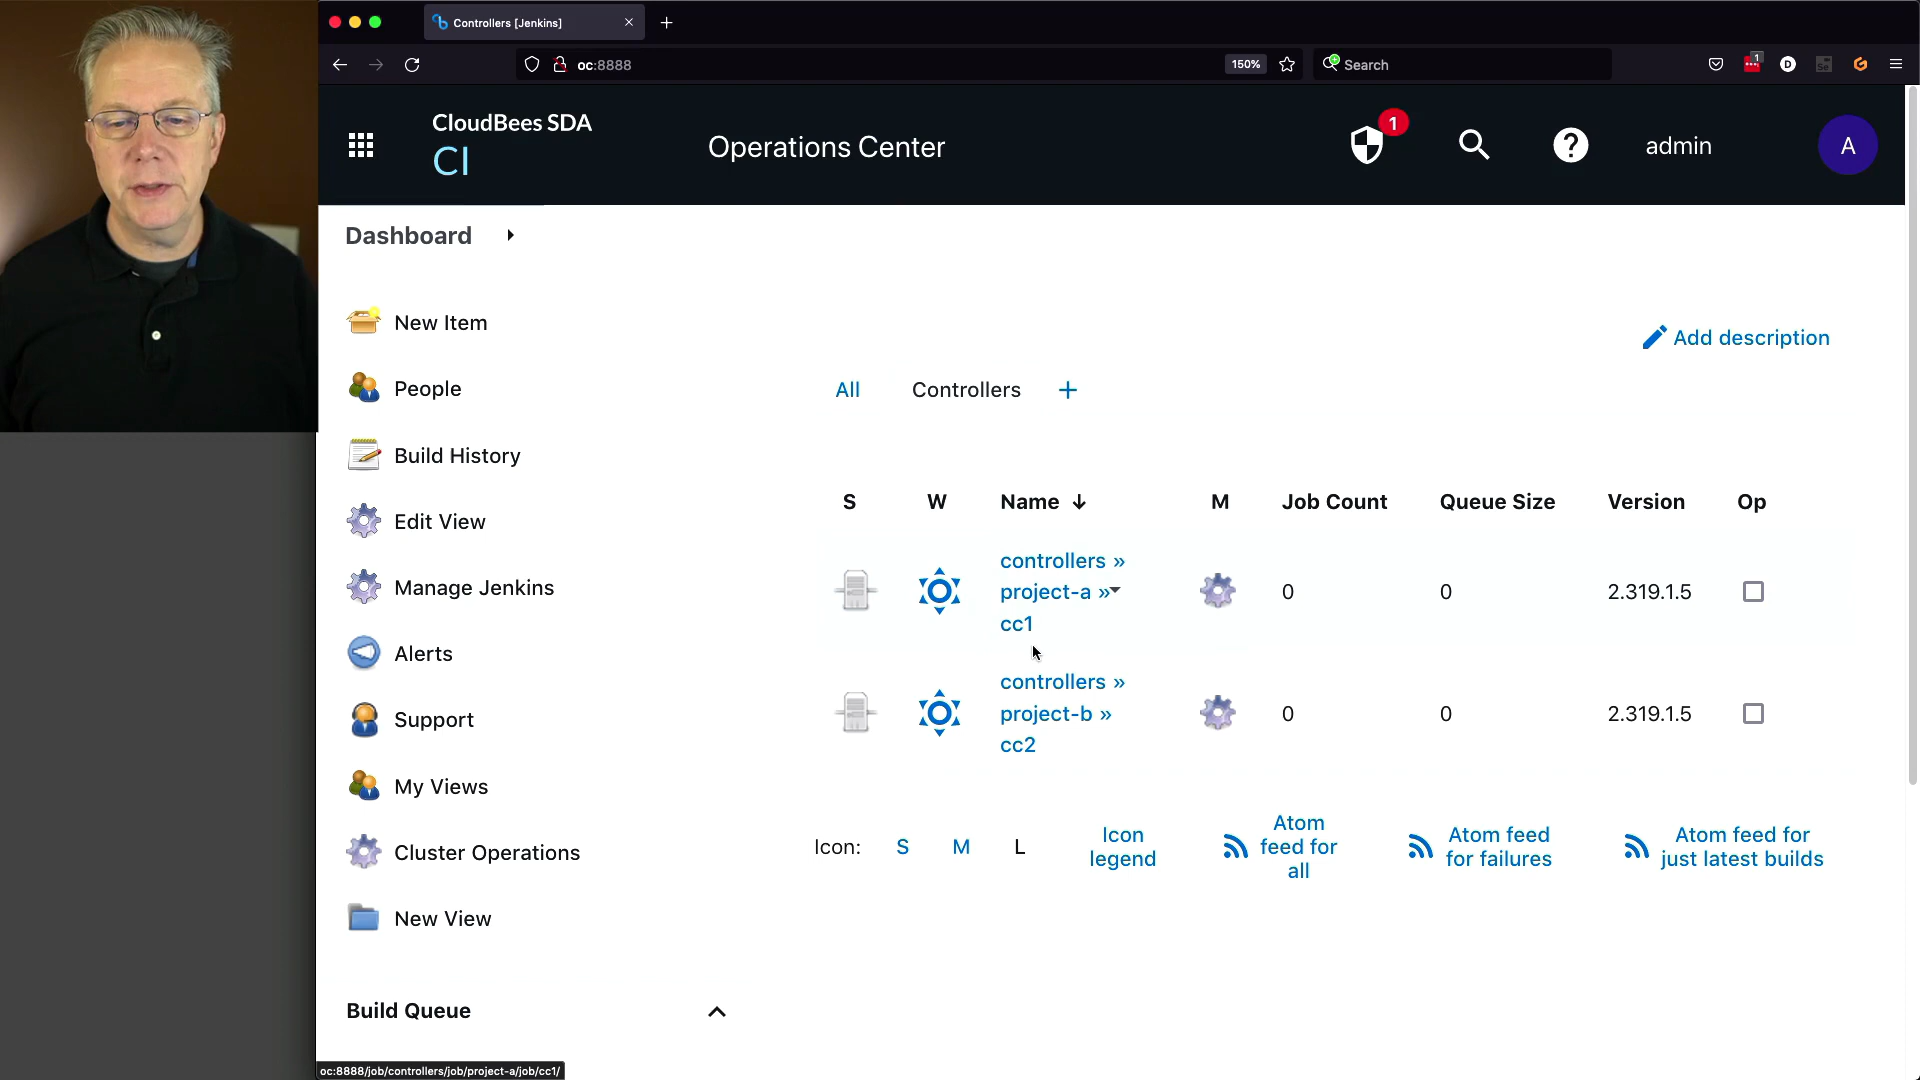 Controllers [Jenkins]
oc:8888
150%
Search
1
D
Se
CloudBees SDA
CI
Operations Center
1
admin
A
Dashboard
New Item
People
Build History
Edit View
Manage Jenkins
Alerts
Support
My Views
Cluster Operations
New View
Build Queue
Add description
All Controllers +
S W Name ↓ M Job Count Queue Size Version Op
controllers »
project-a »
cc1
0 0 2.319.1.5
controllers »
project-b »
cc2
0 0 2.319.1.5
Icon: S M L
Icon
legend
Atom
feed for
all
Atom feed
for failures
Atom feed for
just latest builds
oc:8888/job/controllers/job/project-a/job/cc1/